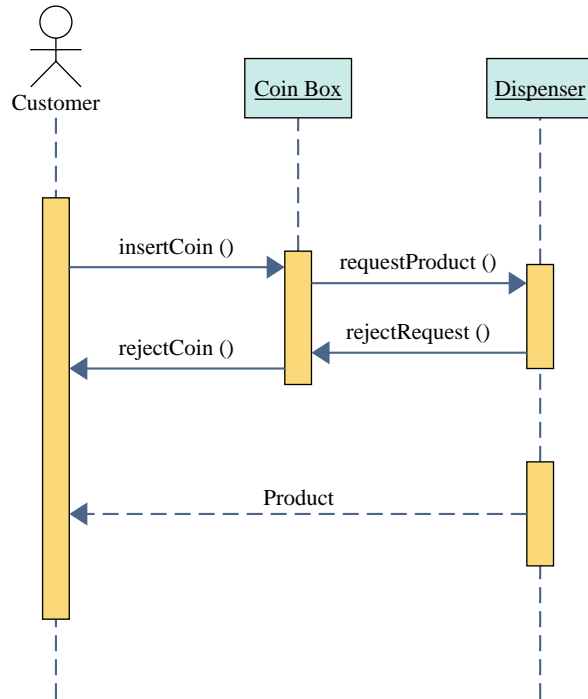 Customer
Coin Box
Dispenser
insertCoin ()
requestProduct ()
rejectRequest ()
rejectCoin ()
Product